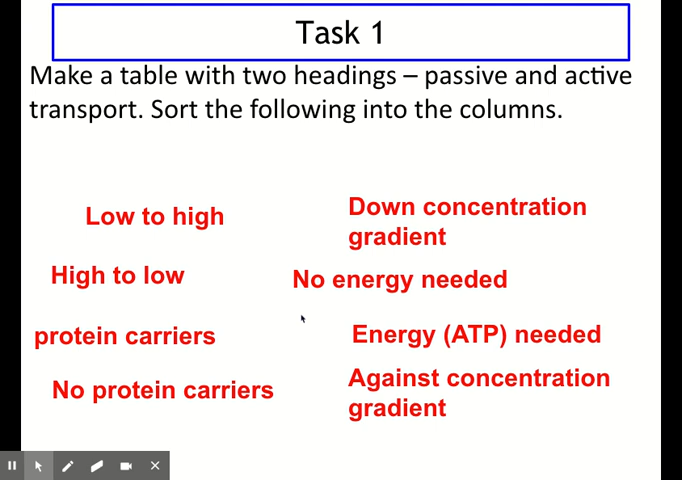 Task 1
Make a table with two headings – passive and active
transport. Sort the following into the columns.
Low to high
Down concentration
gradient
High to low
No energy needed
protein carriers
Energy (ATP) needed
No protein carriers
Against concentration
gradient